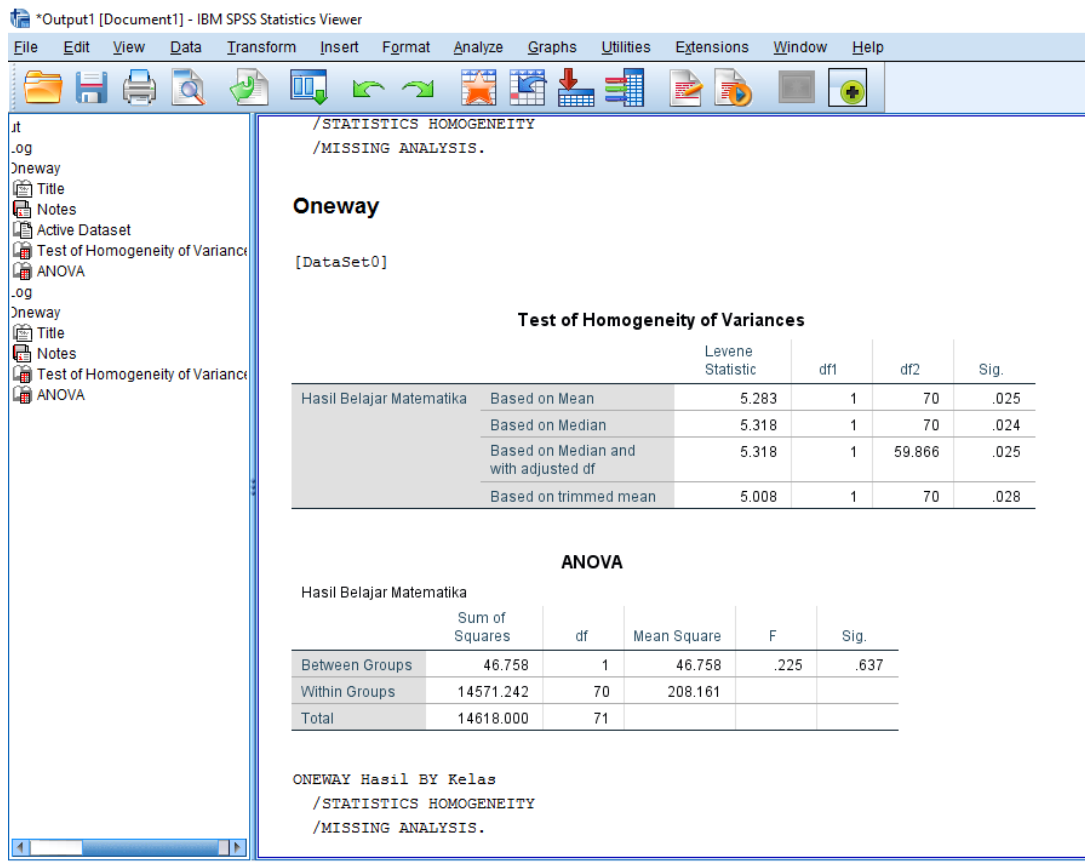 *Output1 [Document1] - IBM SPSS Statistics Viewer
File Edit View Data Transform Insert Format Analyze Graphs Utilities Extensions Window Help
ut
Log
Oneway
Title
Notes
Active Dataset
Test of Homogeneity of Variance
ANOVA
Log
Oneway
Title
Notes
Test of Homogeneity of Variance
ANOVA
/STATISTICS HOMOGENEITY
/MISSING ANALYSIS.
Oneway
[DataSet0]
Test of Homogeneity of Variances
Levene Statistic df1 df2 Sig.
Hasil Belajar Matematika Based on Mean 5.283 1 70 .025
Based on Median 5.318 1 70 .024
Based on Median and with adjusted df 5.318 1 59.866 .025
Based on trimmed mean 5.008 1 70 .028
ANOVA
Hasil Belajar Matematika
Sum of Squares df Mean Square F Sig.
Between Groups 46.758 1 46.758 .225 .637
Within Groups 14571.242 70 208.161
Total 14618.000 71
ONEWAY Hasil BY Kelas
/STATISTICS HOMOGENEITY
/MISSING ANALYSIS.